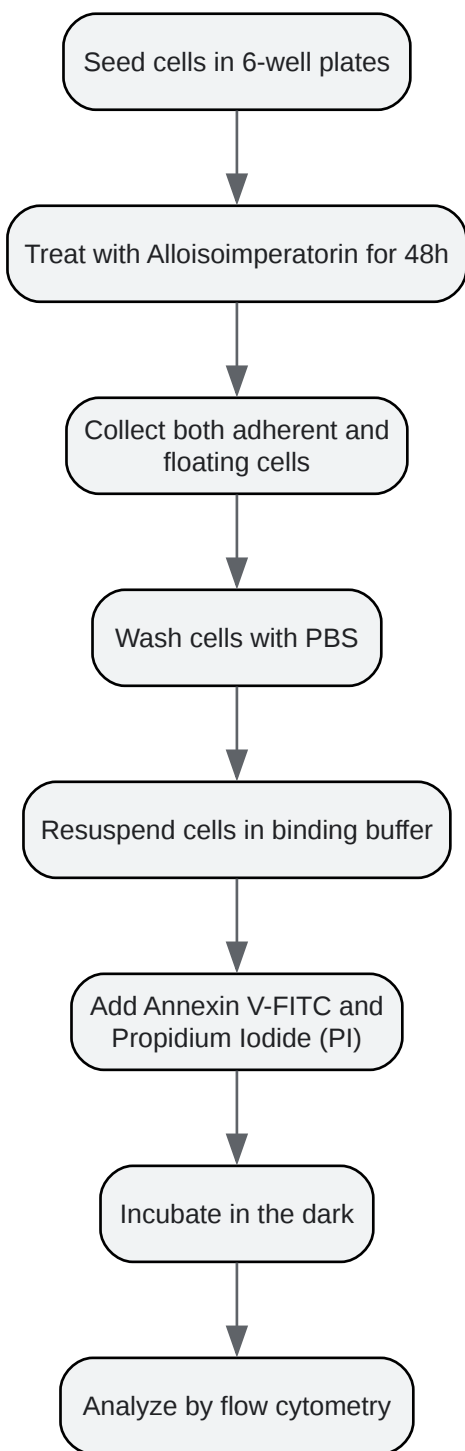 Seed cells in 6-well plates
Treat with Alloisoimperatorin for 48h
Collect both adherent and
floating cells
Wash cells with PBS
Resuspend cells in binding buffer
Add Annexin V-FITC and
Propidium Iodide (PI)
Incubate in the dark
Analyze by flow cytometry